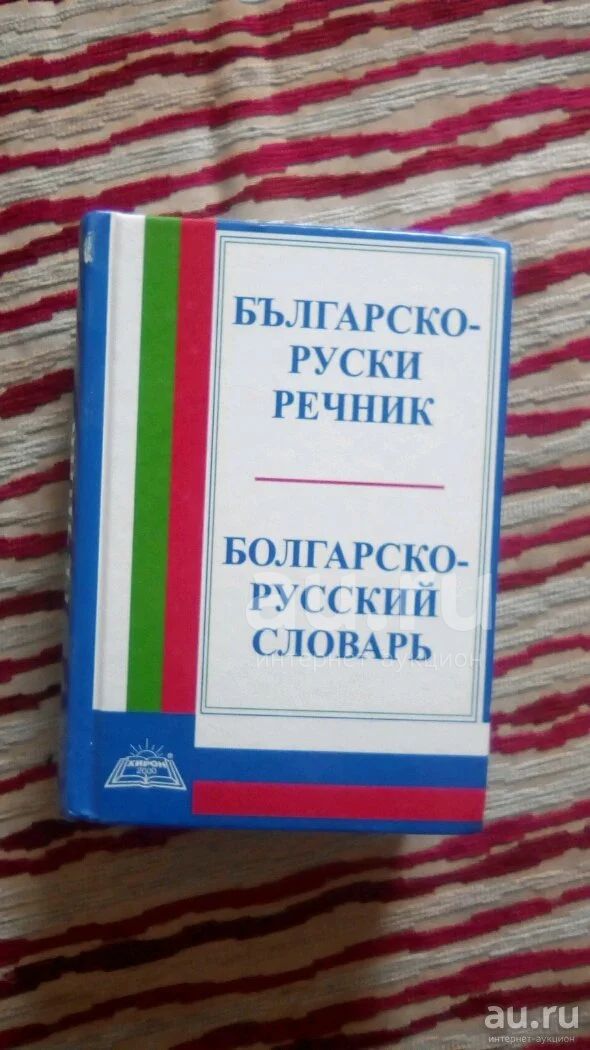 БЪЛГАРСКО-
РУСКИ
РЕЧНИК
БОЛГАРСКО-
РУССКИЙ
СЛОВАРЬ
au.ru
интернет-аукцион
ХИРОН
2000
au.ru
интернет-аукцион